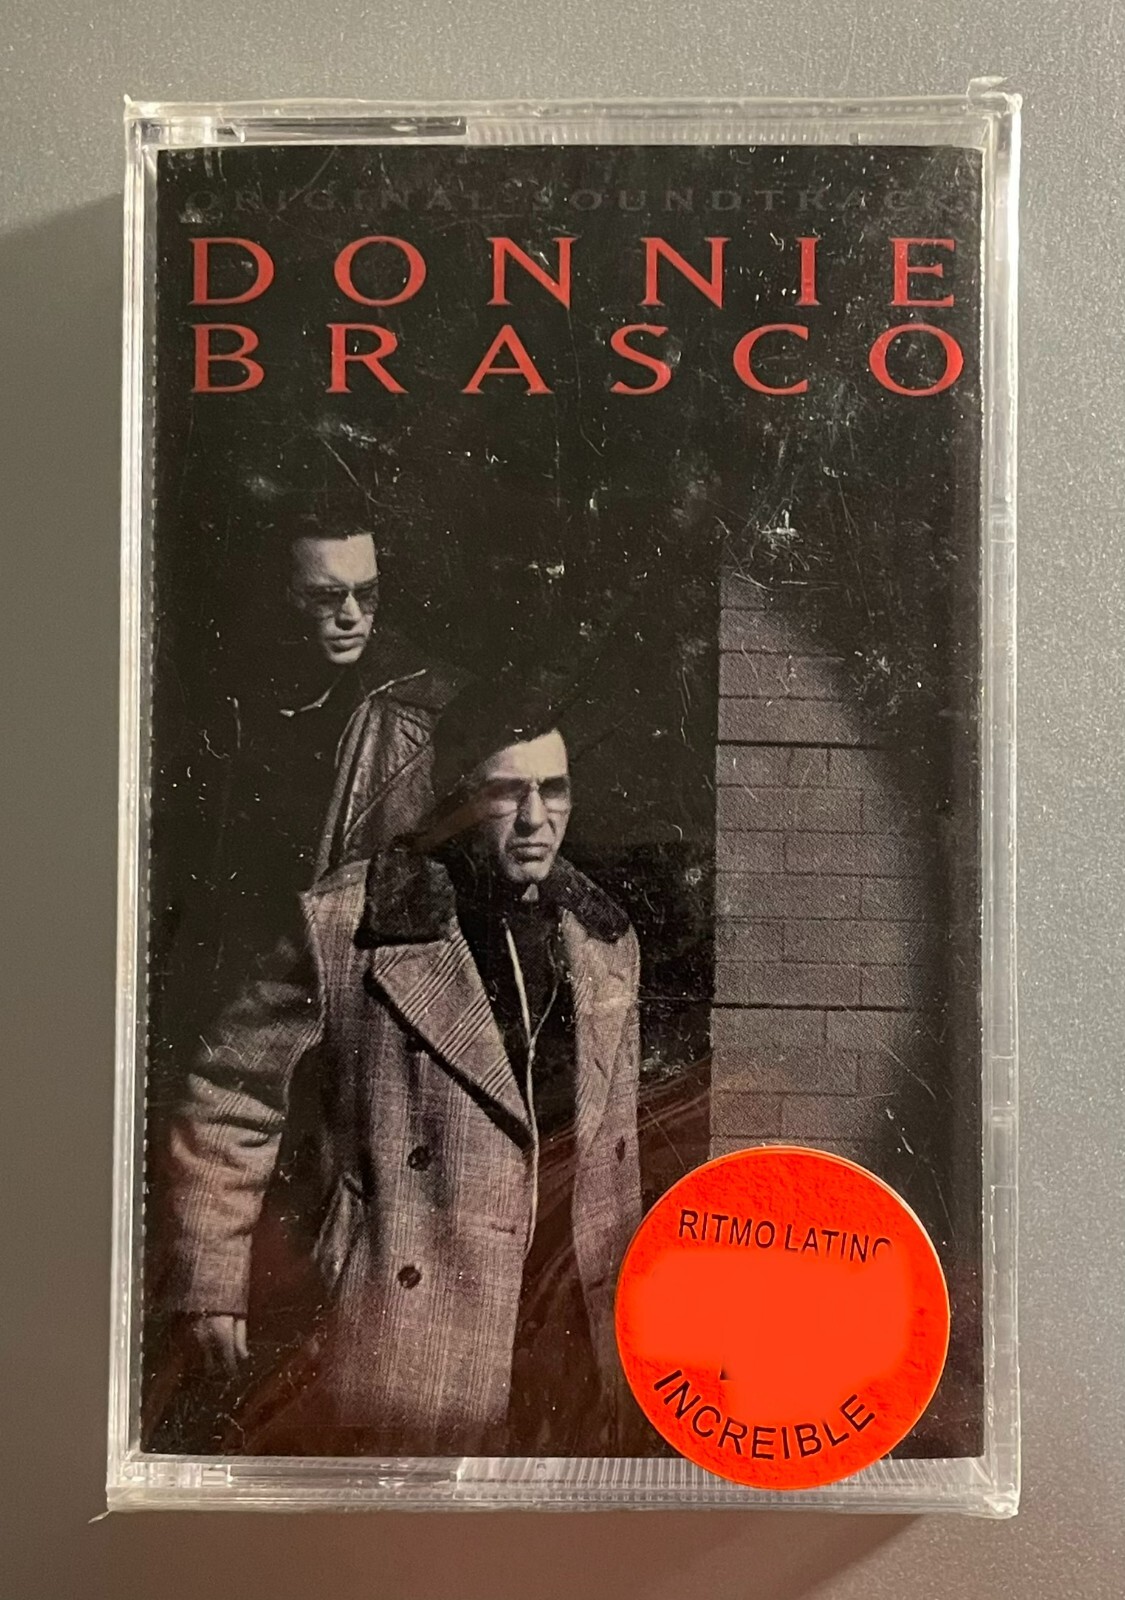 ORIGINAL SOUNDTRACK
DONNIE
BRASCO
RITMO LATINO
INCREIBLE